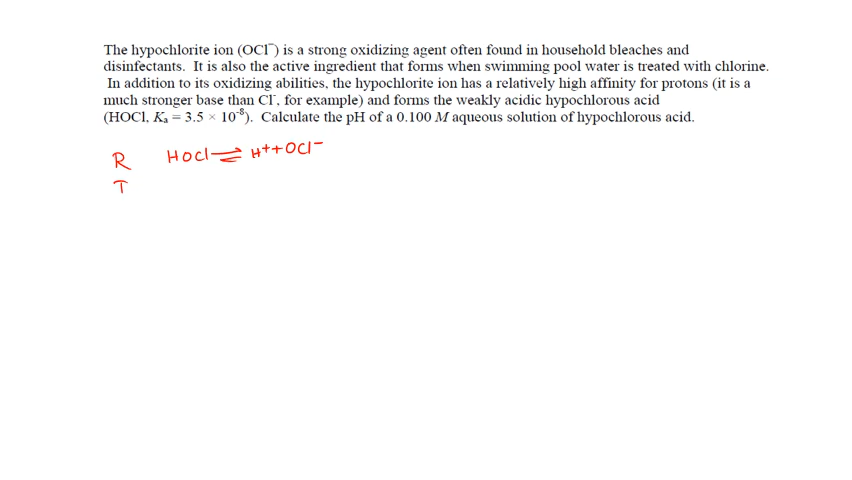 The hypochlorite ion (OCl⁻) is a strong oxidizing agent often found in household bleaches and
disinfectants. It is also the active ingredient that forms when swimming pool water is treated with chlorine.
In addition to its oxidizing abilities, the hypochlorite ion has a relatively high affinity for protons (it is a
much stronger base than Cl⁻, for example) and forms the weakly acidic hypochlorous acid
(HOCl, Kₐ = 3.5 × 10⁻⁸). Calculate the pH of a 0.100 M aqueous solution of hypochlorous acid.
R HOCl ⇌ H⁺ + OCl⁻
I